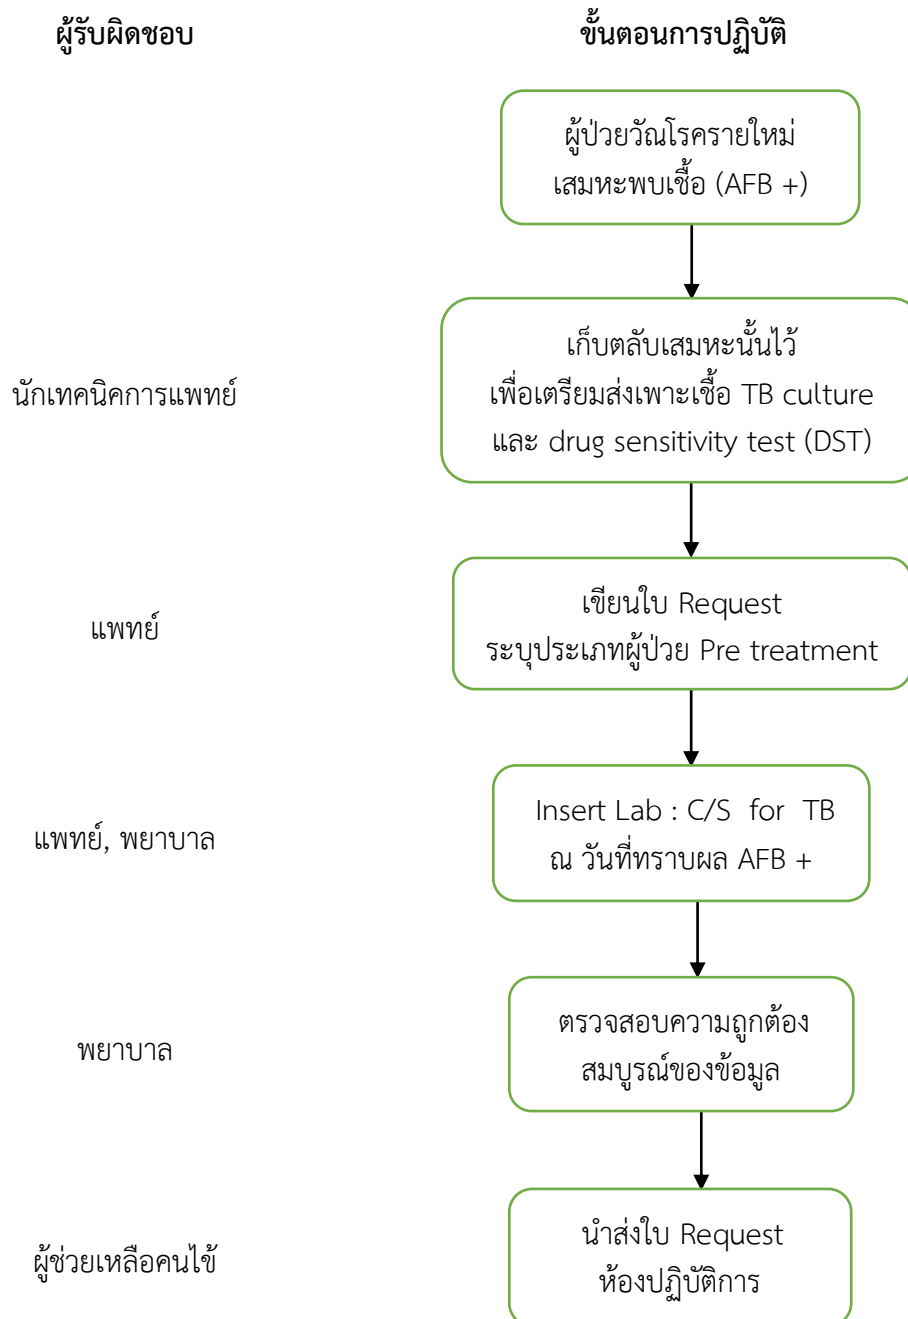 ผู้รับผิดชอบ
ขั้นตอนการปฏิบัติ
ผู้ป่วยวัณโรครายใหม่
เสมหะพบเชื้อ (AFB +)
นักเทคนิคการแพทย์
เก็บตลับเสมหะนั้นไว้
เพื่อเตรียมส่งเพาะเชื้อ TB culture
และ drug sensitivity test (DST)
แพทย์
เขียนใบ Request
ระบุประเภทผู้ป่วย Pre treatment
แพทย์, พยาบาล
Insert Lab : C/S for TB
ณ วันที่ทราบผล AFB +
พยาบาล
ตรวจสอบความถูกต้อง
สมบูรณ์ของข้อมูล
ผู้ช่วยเหลือคนไข้
นำส่งใบ Request
ห้องปฏิบัติการ